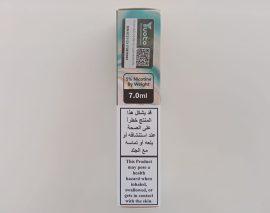 5% Nicotine
By Weight
7.0ml
قد يشكل هذا
المنتج خطراً
على الصحة
عند استنشاقه أو
بلعه أو تماسه
مع الجلد
This Product
may pose a
health
hazard when
inhaled,
swallowed, or
gets in contact
with the skin